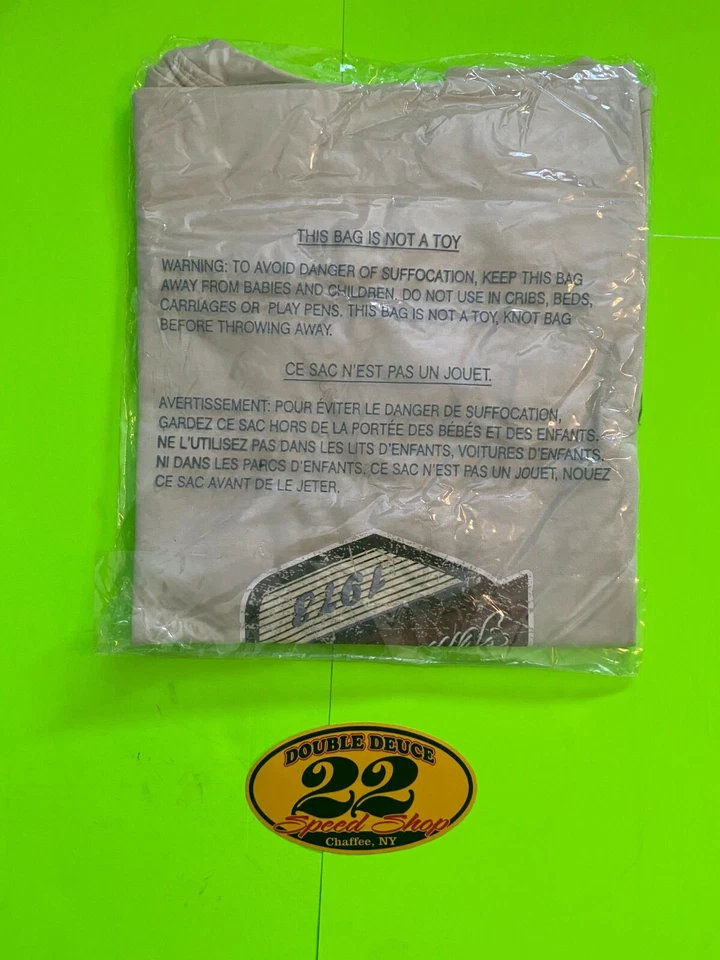 THIS BAG IS NOT A TOY
WARNING: TO AVOID DANGER OF SUFFOCATION, KEEP THIS BAG
AWAY FROM BABIES AND CHILDREN, DO NOT USE IN CRIBS, BEDS,
CARRIAGES OR PLAY PENS. THIS BAG IS NOT A TOY, KNOT BAG
BEFORE THROWING AWAY.
CE SAC N'EST PAS UN JOUET.
AVERTISSEMENT: POUR ÉVITER LE DANGER DE SUFFOCATION,
GARDEZ CE SAC HORS DE LA PORTÉE DES BÉBÉS ET DES ENFANTS.
NE L'UTILISEZ PAS DANS LES LITS D'ENFANTS, VOITURES D'ENFANTS,
NI DANS LES PARCS D'ENFANTS. CE SAC N'EST PAS UN JOUET, NOUEZ
CE SAC AVANT DE LE JETER.
1973
DOUBLE DEUCE
22
Speed Shop
Chaffee, NY